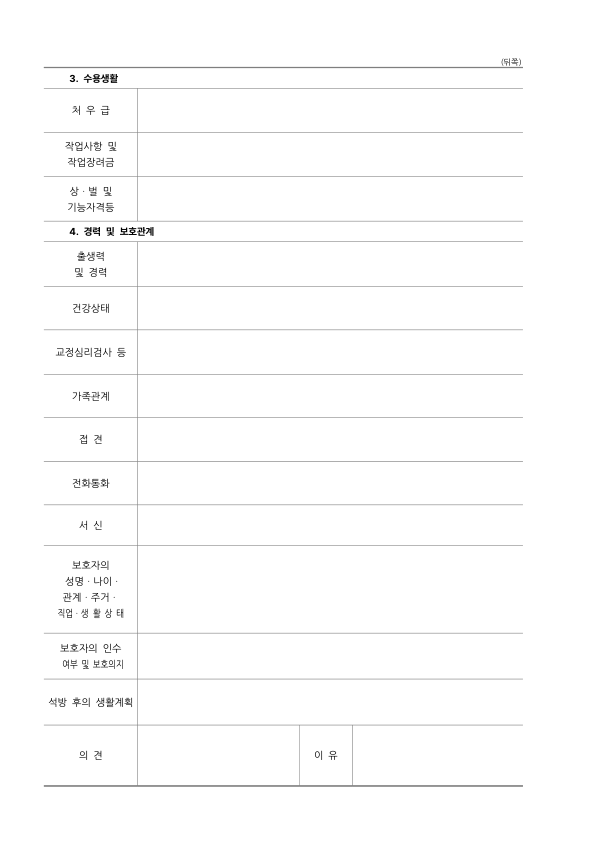 (뒤쪽)
3. 수용생활
처 우 급
작업사항 및
작업장려금
상 · 벌 및
기능자격등
4. 경력 및 보호관계
출생력
및 경력
건강상태
교정심리검사 등
가족관계
접 견
전화통화
서 신
보호자의
성명 · 나이 ·
관계 · 주거 ·
직업 · 생 활 상 태
보호자의 인수
여부 및 보호의지
석방 후의 생활계획
의 견
이 유